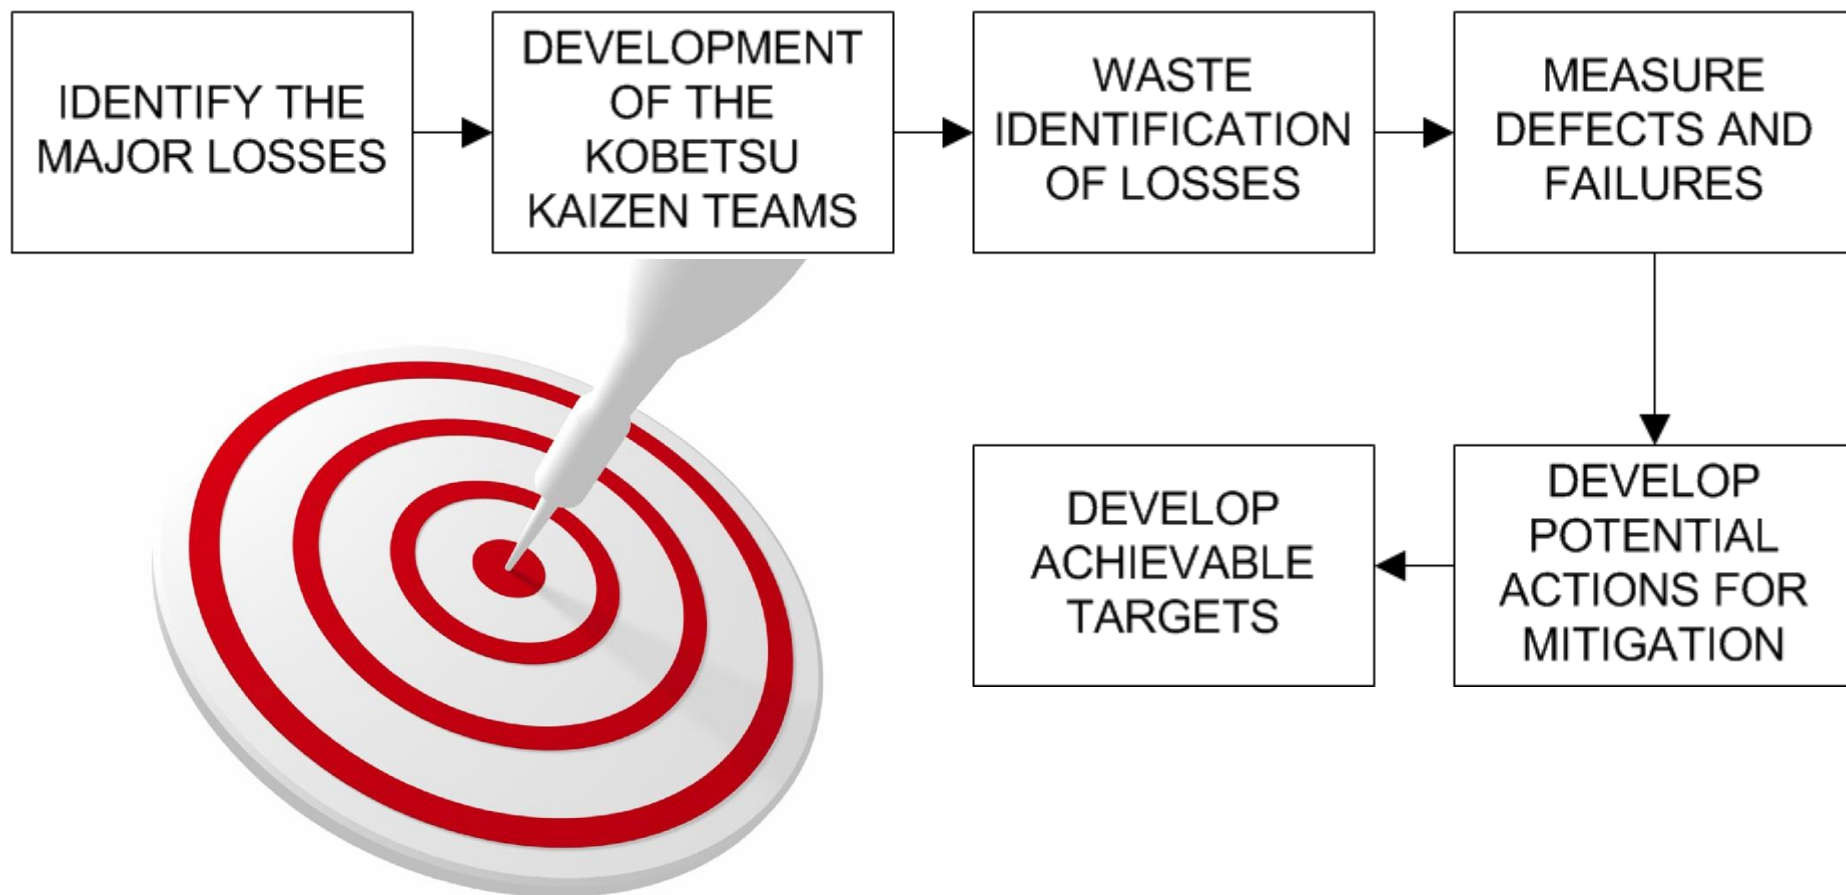 IDENTIFY THE
MAJOR LOSSES
DEVELOPMENT
OF THE
KOBETSU
KAIZEN TEAMS
WASTE
IDENTIFICATION
OF LOSSES
MEASURE
DEFECTS AND
FAILURES
DEVELOP
POTENTIAL
ACTIONS FOR
MITIGATION
DEVELOP
ACHIEVABLE
TARGETS